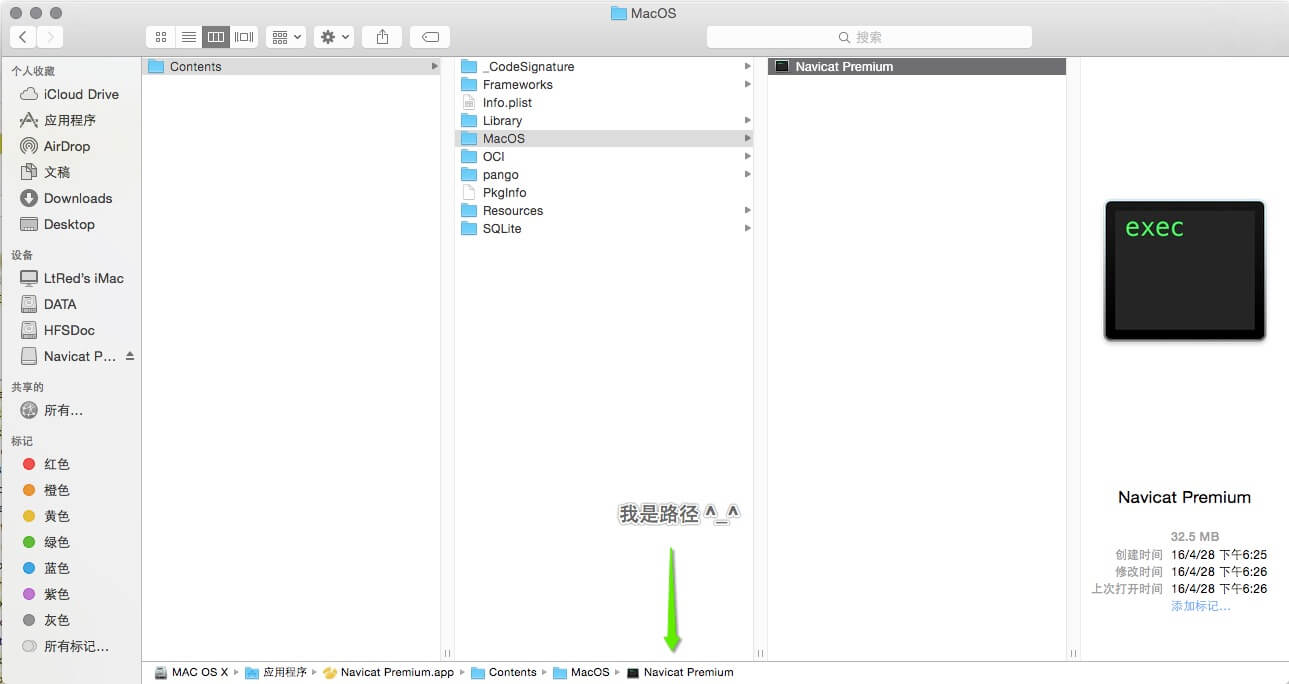 MacOS
搜索
个人收藏
iCloud Drive
应用程序
AirDrop
文稿
Downloads
Desktop
设备
LtRed's iMac
DATA
HFSDoc
Navicat P...
共享的
所有...
标记
红色
橙色
黄色
绿色
蓝色
紫色
灰色
所有标记...
Contents
_CodeSignature
Frameworks
Info.plist
Library
MacOS
OCI
pango
PkgInfo
Resources
SQLite
Navicat Premium
exec
Navicat Premium
32.5 MB
创建时间 16/4/28 下午6:25
修改时间 16/4/28 下午6:26
上次打开时间 16/4/28 下午6:26
添加标记...
我是路径 ^_^
MAC OS X 应用程序 Navicat Premium.app Contents MacOS Navicat Premium